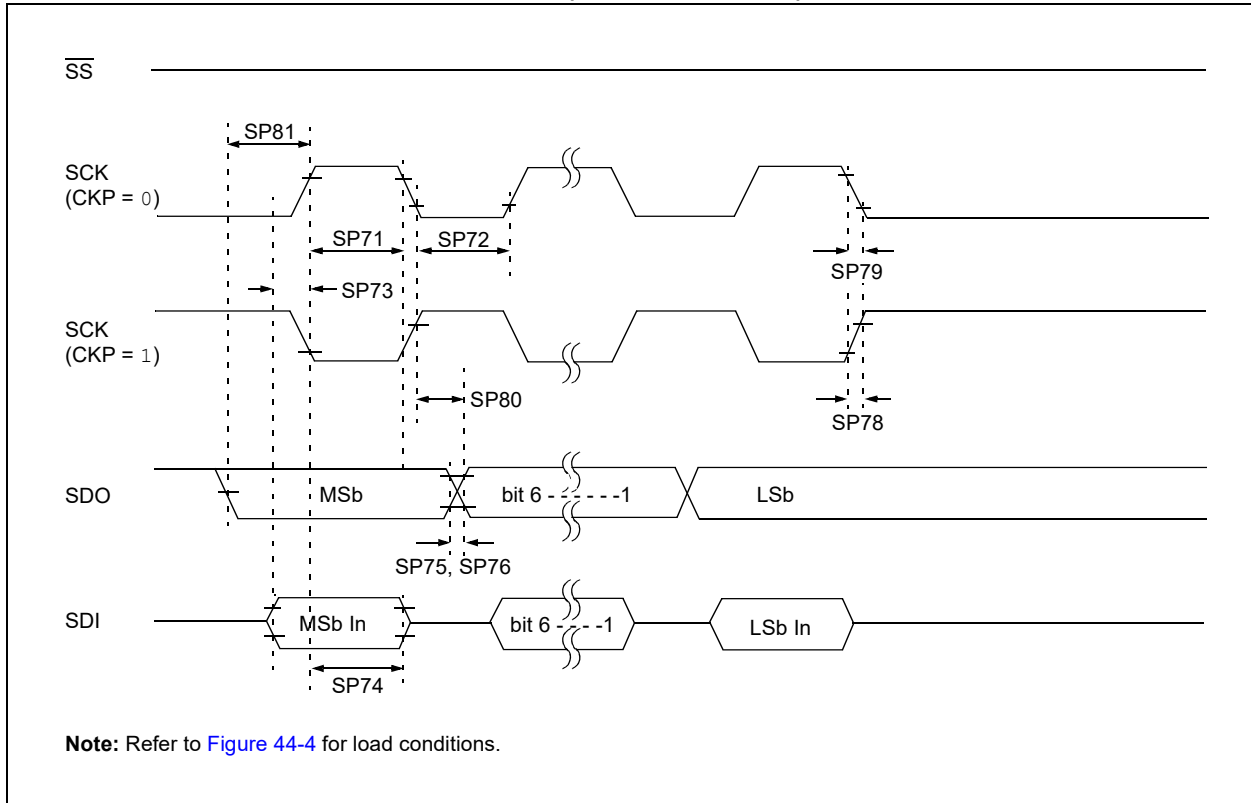 SS
SP81
SCK
(CKP = 0)
SP71
SP72
SP79
SP73
SCK
(CKP = 1)
SP80
SP78
SDO
MSb
bit 6 - - - - - -1
LSb
SP75, SP76
SDI
MSb In
bit 6 - - - - -1
LSb In
SP74
Note: Refer to Figure 44-4 for load conditions.